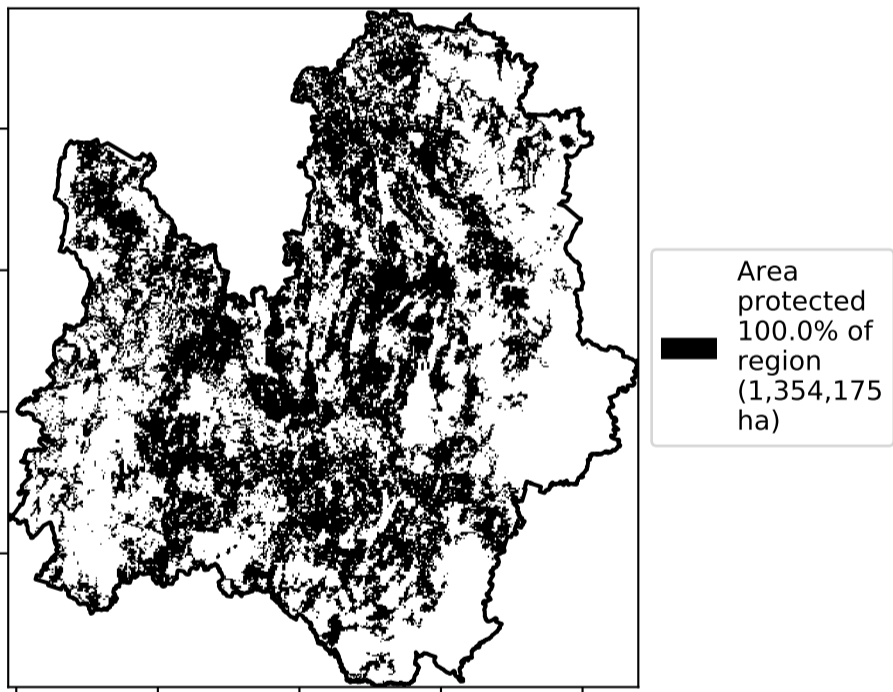 Area
protected
100.0% of
region
(1,354,175
ha)